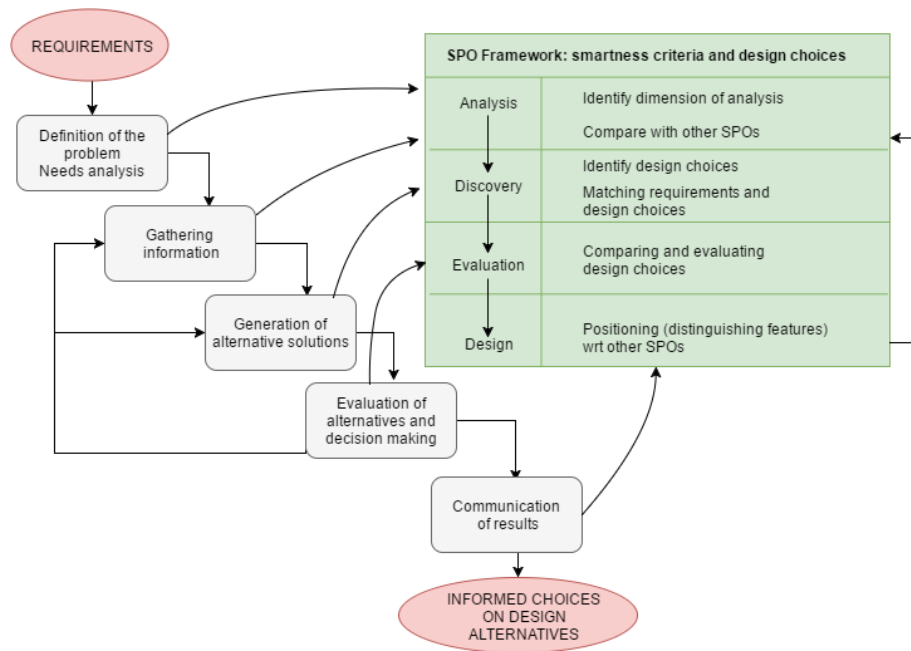 REQUIREMENTS
Definition of the
problem
Needs analysis
Gathering
information
Generation of
alternative solutions
Evaluation of
alternatives and
decision making
Communication
of results
INFORMED CHOICES
ON DESIGN
ALTERNATIVES
SPO Framework: smartness criteria and design choices
Analysis
Identify dimension of analysis
Compare with other SPOs
Discovery
Identify design choices
Matching requirements and
design choices
Evaluation
Comparing and evaluating
design choices
Design
Positioning (distinguishing features)
wrt other SPOs